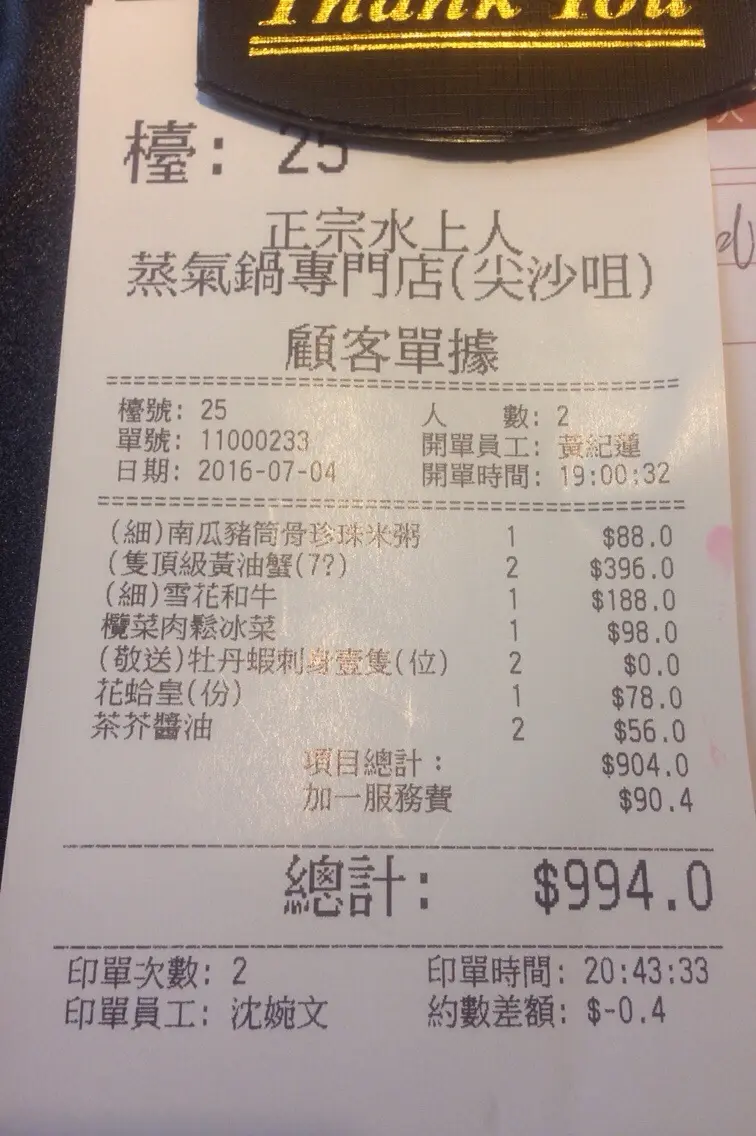 Thank You
檯: 25
正宗水上人
蒸氣鍋專門店(尖沙咀)
顧客單據
檯號: 25 人 數: 2
單號: 11000233 開單員工: 黃紀蓮
日期: 2016-07-04 開單時間: 19:00:32
(細)南瓜豬筒骨珍珠米粥 1 $88.0
(隻頂級黃油蟹(7?) 2 $396.0
(細)雪花和牛 1 $188.0
欖菜肉鬆冰菜 1 $98.0
(敬送)牡丹蝦刺身壹隻(位) 2 $0.0
花蛤皇(份) 1 $78.0
茶芥醬油 2 $56.0
項目總計： $904.0
加一服務費 $90.4
總計: $994.0
印單次數: 2 印單時間: 20:43:33
印單員工: 沈婉文 約數差額: $-0.4